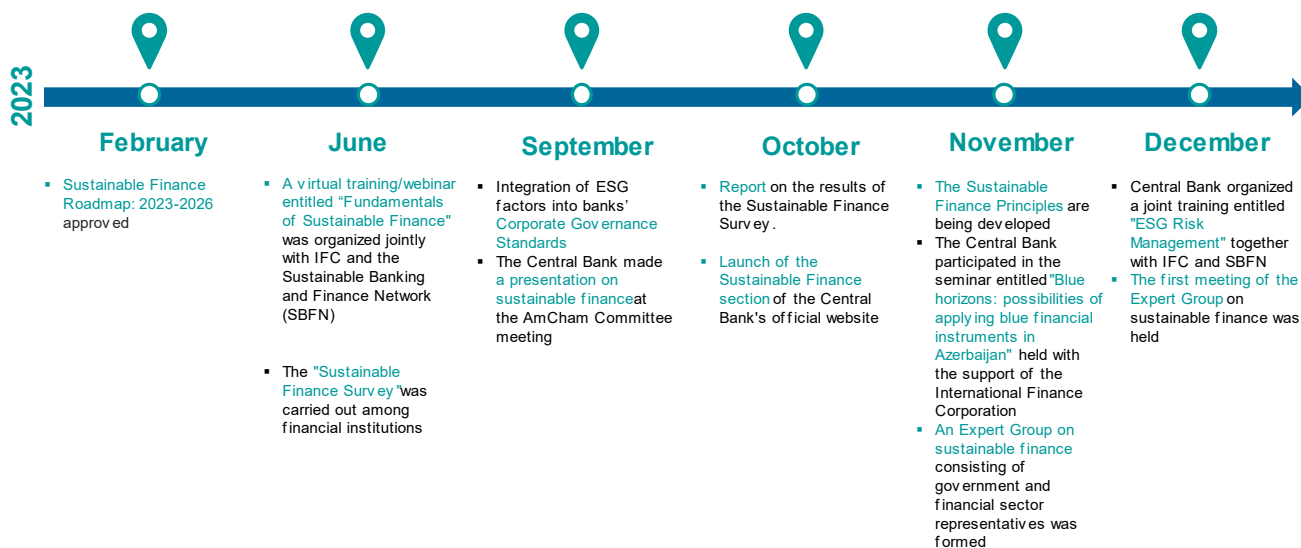 2023
February
▪ Sustainable Finance
Roadmap: 2023-2026
approved
June
▪ A virtual training/webinar
entitled “Fundamentals
of Sustainable Finance"
was organized jointly
with IFC and the
Sustainable Banking
and Finance Network
(SBFN)
▪ The "Sustainable
Finance Survey"was
carried out among
financial institutions
September
▪ Integration of ESG
factors into banks’
Corporate Governance
Standards
▪ The Central Bank made
a presentation on
sustainable financeat
the AmCham Committee
meeting
October
▪ Report on the results of
the Sustainable Finance
Survey.
▪ Launch of the
Sustainable Finance
section of the Central
Bank's official website
November
▪ The Sustainable
Finance Principles are
being developed
▪ The Central Bank
participated in the
seminar entitled"Blue
horizons: possibilities of
applying blue financial
instruments in
Azerbaijan" held with
the support of the
International Finance
Corporation
▪ An Expert Group on
sustainable finance
consisting of
government and
financial sector
representatives was
formed
December
▪ Central Bank organized
a joint training entitled
"ESG Risk
Management" together
with IFC and SBFN
▪ The first meeting of the
Expert Group on
sustainable finance was
held